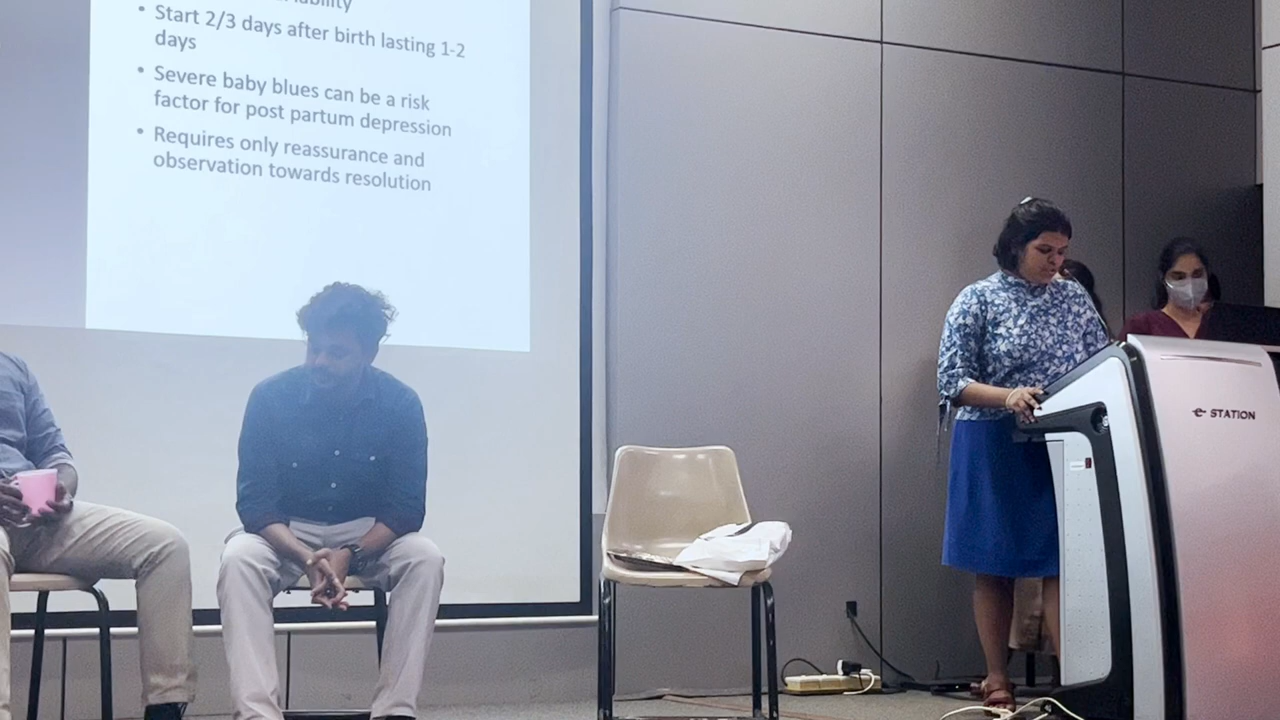 • Start 2/3 days after birth lasting 1-2
days
• Severe baby blues can be a risk
factor for post partum depression
• Requires only reassurance and
observation towards resolution
e- STATION